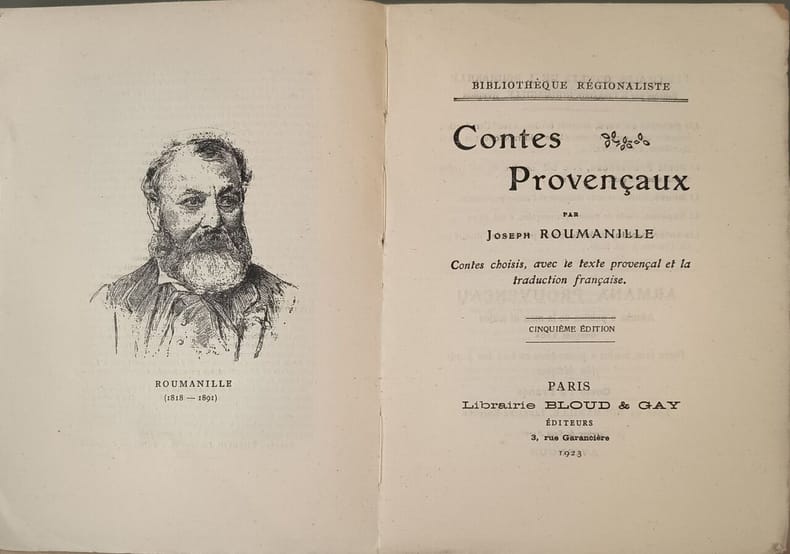 ROUMANILLE
(1818 — 1891)
BIBLIOTHÈQUE RÉGIONALISTE
Contes
Provençaux
PAR
JOSEPH ROUMANILLE
Contes choisis, avec le texte provençal et la
traduction française.
CINQUIÈME ÉDITION
PARIS
Librairie BLOUD & GAY
ÉDITEURS
3, rue Garancière
1923